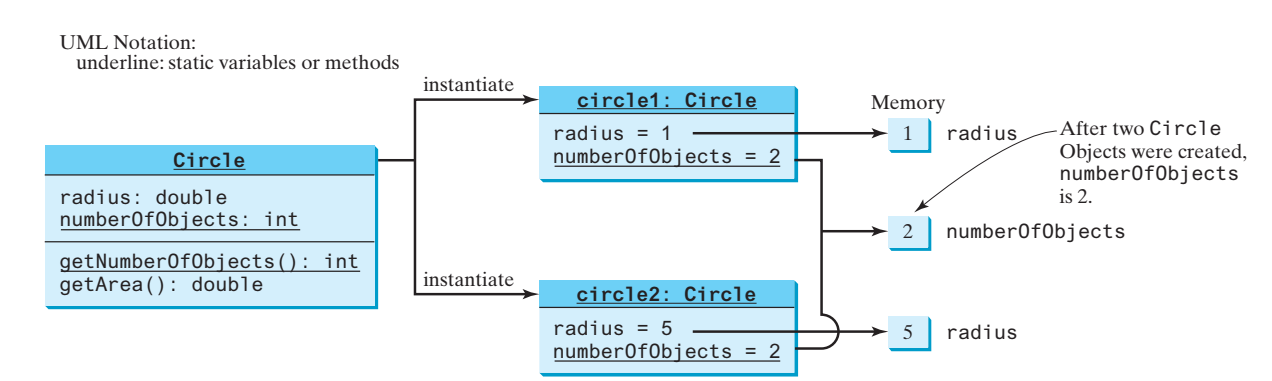 UML Notation:
underline: static variables or methods
instantiate
circle1: Circle
radius = 1
numberOfObjects = 2
Memory
1 radius
After two Circle
Objects were created,
numberOfObjects
is 2.
Circle
radius: double
numberOfObjects: int
getNumberOfObjects(): int
getArea(): double
2 numberOfObjects
instantiate
circle2: Circle
radius = 5
numberOfObjects = 2
5 radius